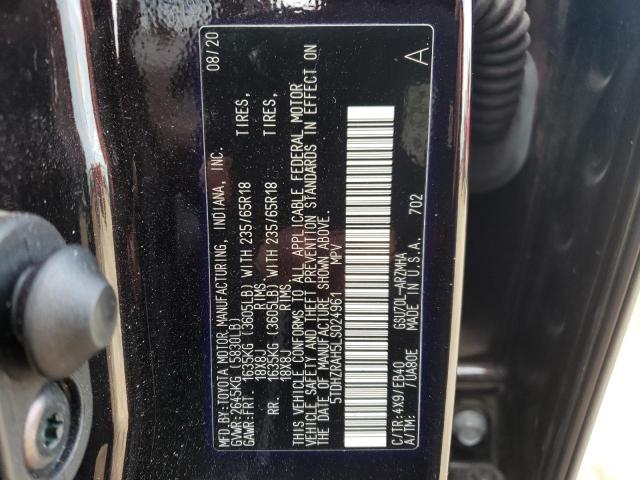 MFD.BY:TOYOTA MOTOR MANUFACTURING, INDIANA, INC. 08/20
GVWR:2645KG (5830LB)
GAWR:FRT. 1635KG (3605LB) WITH 235/65R18 TIRES,
18X8J RIMS.
RR. 1635KG (3605LB) WITH 235/65R18 TIRES,
18X8J RIMS.
THIS VEHICLE CONFORMS TO ALL APPLICABLE FEDERAL MOTOR
VEHICLE SAFETY AND THEFT PREVENTION STANDARDS IN EFFECT ON
THE DATE OF MANUFACTURE SHOWN ABOVE.
5TDHZRAH5LS024961 MPV
A
C/TR:4X9/EB40 GSU70L-ARZMHA
A/TM: /UA80E MADE IN U.S.A. 702